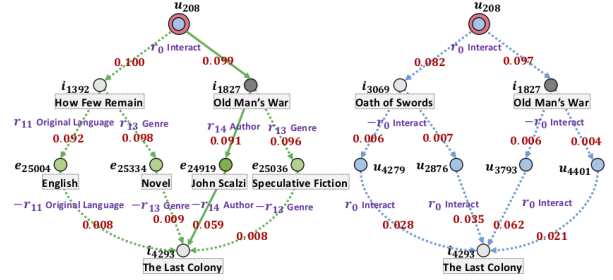 u208
u208
r0 Interact
r0 Interact
0.100
0.099
0.082
0.097
i1392
i1827
i3069
i1827
How Few Remain
Old Man's War
Oath of Swords
Old Man's War
r11 Original Language
r13 Genre
r14 Author
r13 Genre
−r0 Interact
−r0 Interact
0.092
0.098
0.091
0.096
0.006
0.007
0.006
0.004
e25004
e25334
e24919
e25036
u4279
u2876
u3793
u4401
English
Novel
John Scalzi
Speculative Fiction
−r11 Original Language
−r13 Genre
−r14 Author
−r13 Genre
r0 Interact
r0 Interact
r0 Interact
0.008
0.009
0.059
0.008
0.028
0.035
0.062
0.021
i4293
i4293
The Last Colony
The Last Colony